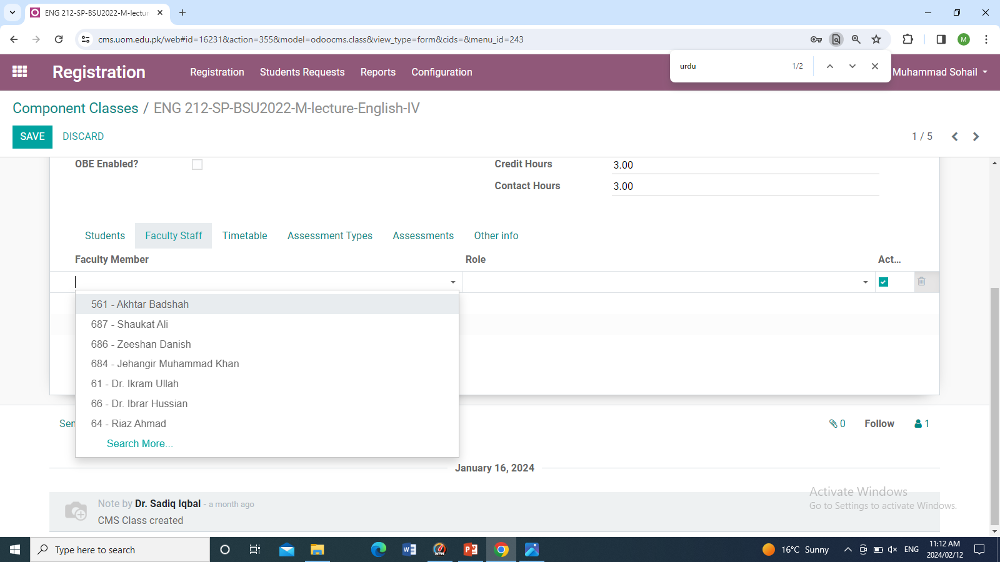 ENG 212-SP-BSU2022-M-lectur
cms.uom.edu.pk/web#id=16231&action=355&model=odoocms.class&view_type=form&cids=&menu_id=243
M
urdu 1/2
Registration Registration Students Requests Reports Configuration Muhammad Sohail
Component Classes / ENG 212-SP-BSU2022-M-lecture-English-IV
SAVE DISCARD 1 / 5
OBE Enabled? Credit Hours 3.00
Contact Hours 3.00
Students Faculty Staff Timetable Assessment Types Assessments Other info
Faculty Member Role Act...
561 - Akhtar Badshah
687 - Shaukat Ali
686 - Zeeshan Danish
684 - Jehangir Muhammad Khan
61 - Dr. Ikram Ullah
66 - Dr. Ibrar Hussian
64 - Riaz Ahmad
Search More...
Sen 0 Follow 1
January 16, 2024
Note by Dr. Sadiq Iqbal - a month ago
CMS Class created
Activate Windows
Go to Settings to activate Windows.
Type here to search 16°C Sunny ENG 11:12 AM
2024/02/12